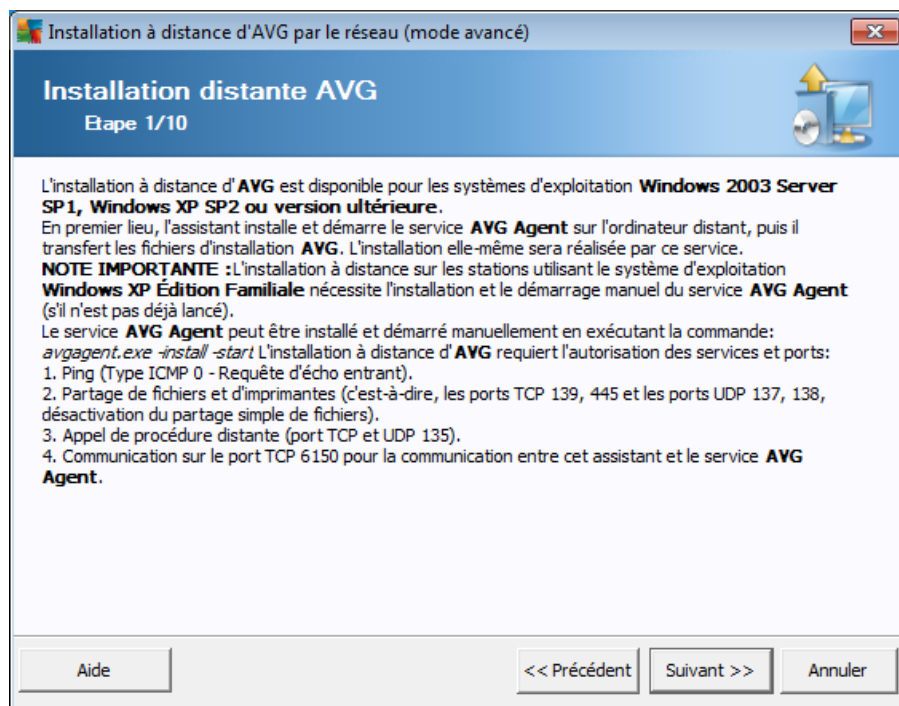 Installation à distance d'AVG par le réseau (mode avancé)
Installation distante AVG
Etape 1/10
L'installation à distance d'AVG est disponible pour les systèmes d'exploitation Windows 2003 Server
SP1, Windows XP SP2 ou version ultérieure.
En premier lieu, l'assistant installe et démarre le service AVG Agent sur l'ordinateur distant, puis il
transfert les fichiers d'installation AVG. L'installation elle-même sera réalisée par ce service.
NOTE IMPORTANTE :L'installation à distance sur les stations utilisant le système d'exploitation
Windows XP Édition Familiale nécessite l'installation et le démarrage manuel du service AVG Agent
(s'il n'est pas déjà lancé).
Le service AVG Agent peut être installé et démarré manuellement en exécutant la commande:
avgagent.exe -install -start L'installation à distance d'AVG requiert l'autorisation des services et ports:
1. Ping (Type ICMP 0 - Requête d'écho entrant).
2. Partage de fichiers et d'imprimantes (c'est-à-dire, les ports TCP 139, 445 et les ports UDP 137, 138,
désactivation du partage simple de fichiers).
3. Appel de procédure distante (port TCP et UDP 135).
4. Communication sur le port TCP 6150 pour la communication entre cet assistant et le service AVG
Agent.
Aide
<< Précédent
Suivant >>
Annuler